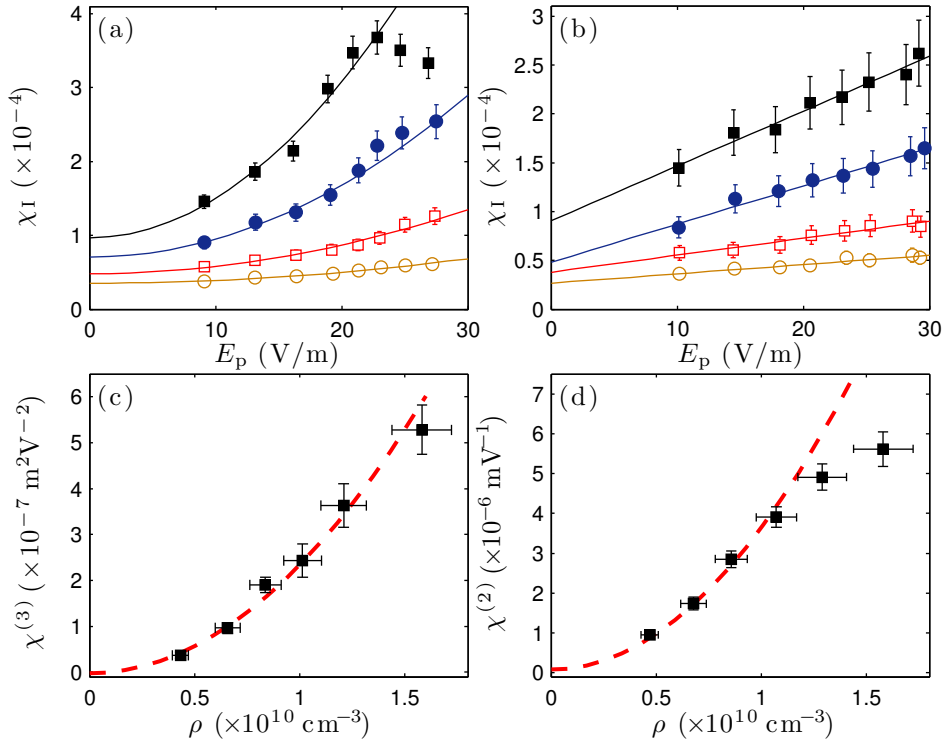 (a)
χI (×10−4)
4
3
2
1
0
0 10 20 30
Ep (V/m)
(b)
χI (×10−4)
3
2.5
2
1.5
1
0.5
0
0 10 20 30
Ep (V/m)
(c)
χ(3) (×10−7 m2V−2)
6
5
4
3
2
1
0
0 0.5 1 1.5
ρ (×1010 cm−3)
(d)
χ(2) (×10−6 mV−1)
7
6
5
4
3
2
1
0
0 0.5 1 1.5
ρ (×1010 cm−3)